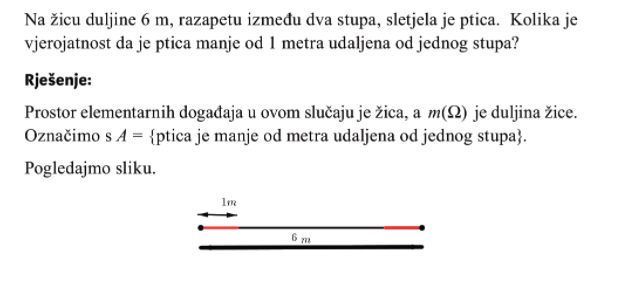 Na žicu duljine 6 m, razapetu između dva stupa, sletjela je ptica.  Kolika je
vjerojatnost da je ptica manje od 1 metra udaljena od jednog stupa?
Rješenje:
Prostor elementarnih događaja u ovom slučaju je žica, a m(Ω) je duljina žice.
Označimo s A = {ptica je manje od metra udaljena od jednog stupa}.
Pogledajmo sliku.
1m
6 m